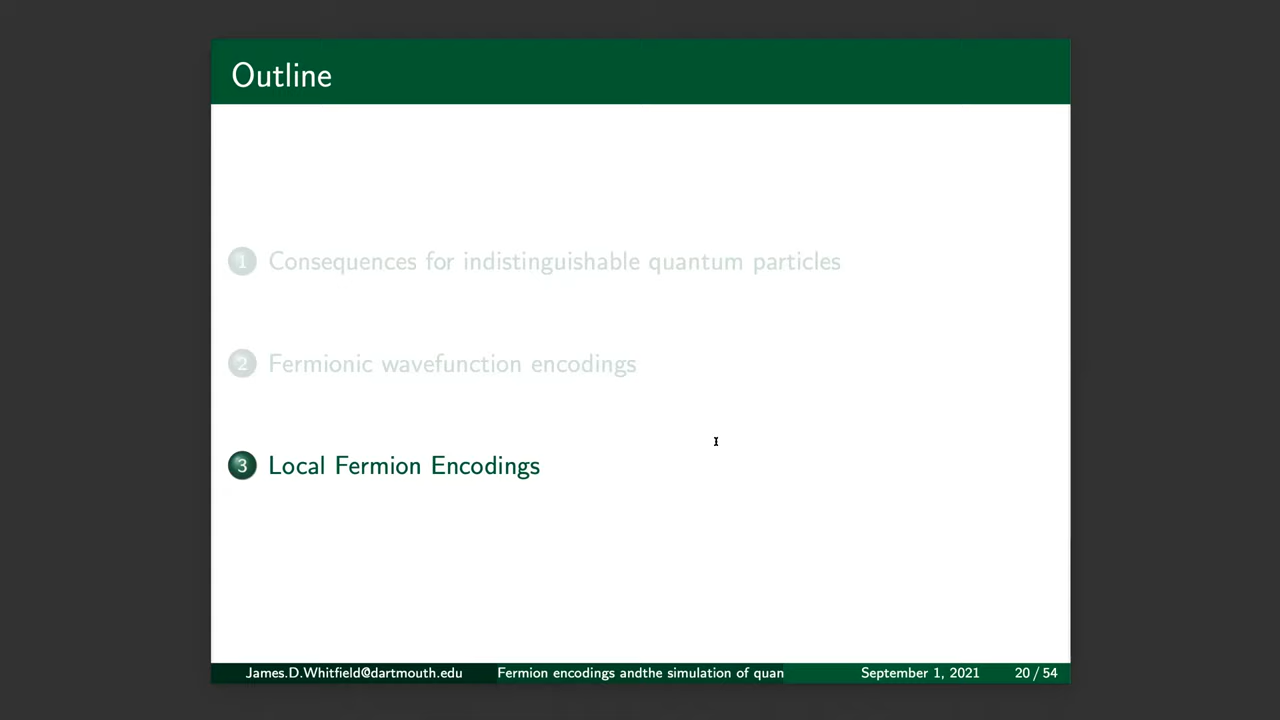 Outline
1 Consequences for indistinguishable quantum particles
2 Fermionic wavefunction encodings
3 Local Fermion Encodings
James.D.Whitfield@dartmouth.edu Fermion encodings andthe simulation of quan September 1, 2021 20 / 54